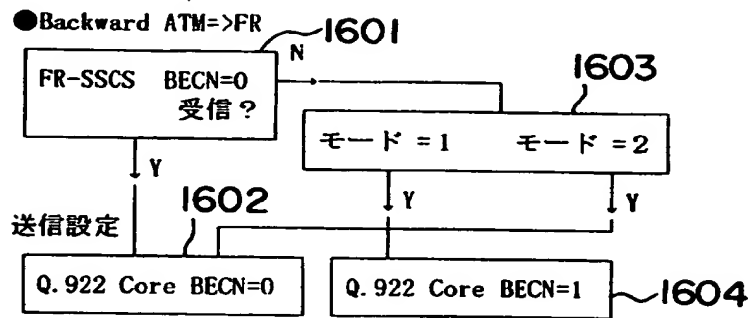 ●Backward ATM=>FR
1601
N
FR-SSCS BECN=0
受信？
1603
モード =1 モード =2
Y
Y
Y
1602
送信設定
Q.922 Core BECN=0
Q.922 Core BECN=1
1604